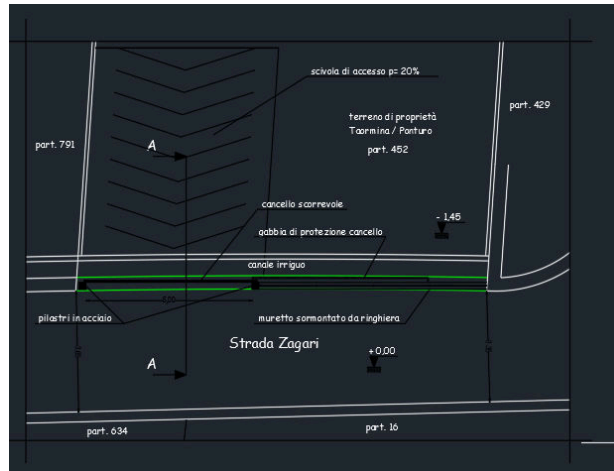 scivola di accesso p= 20%
terreno di proprietà
Taormina / Panturo
part. 452
part. 429
part. 791
A
cancello scorrevole
- 1,45
gabbia di protezione cancello
canale irriguo
pilastri in acciaio
muretto sormontato da ringhiera
Strada Zagari
+0,00
A
part. 634
part. 16